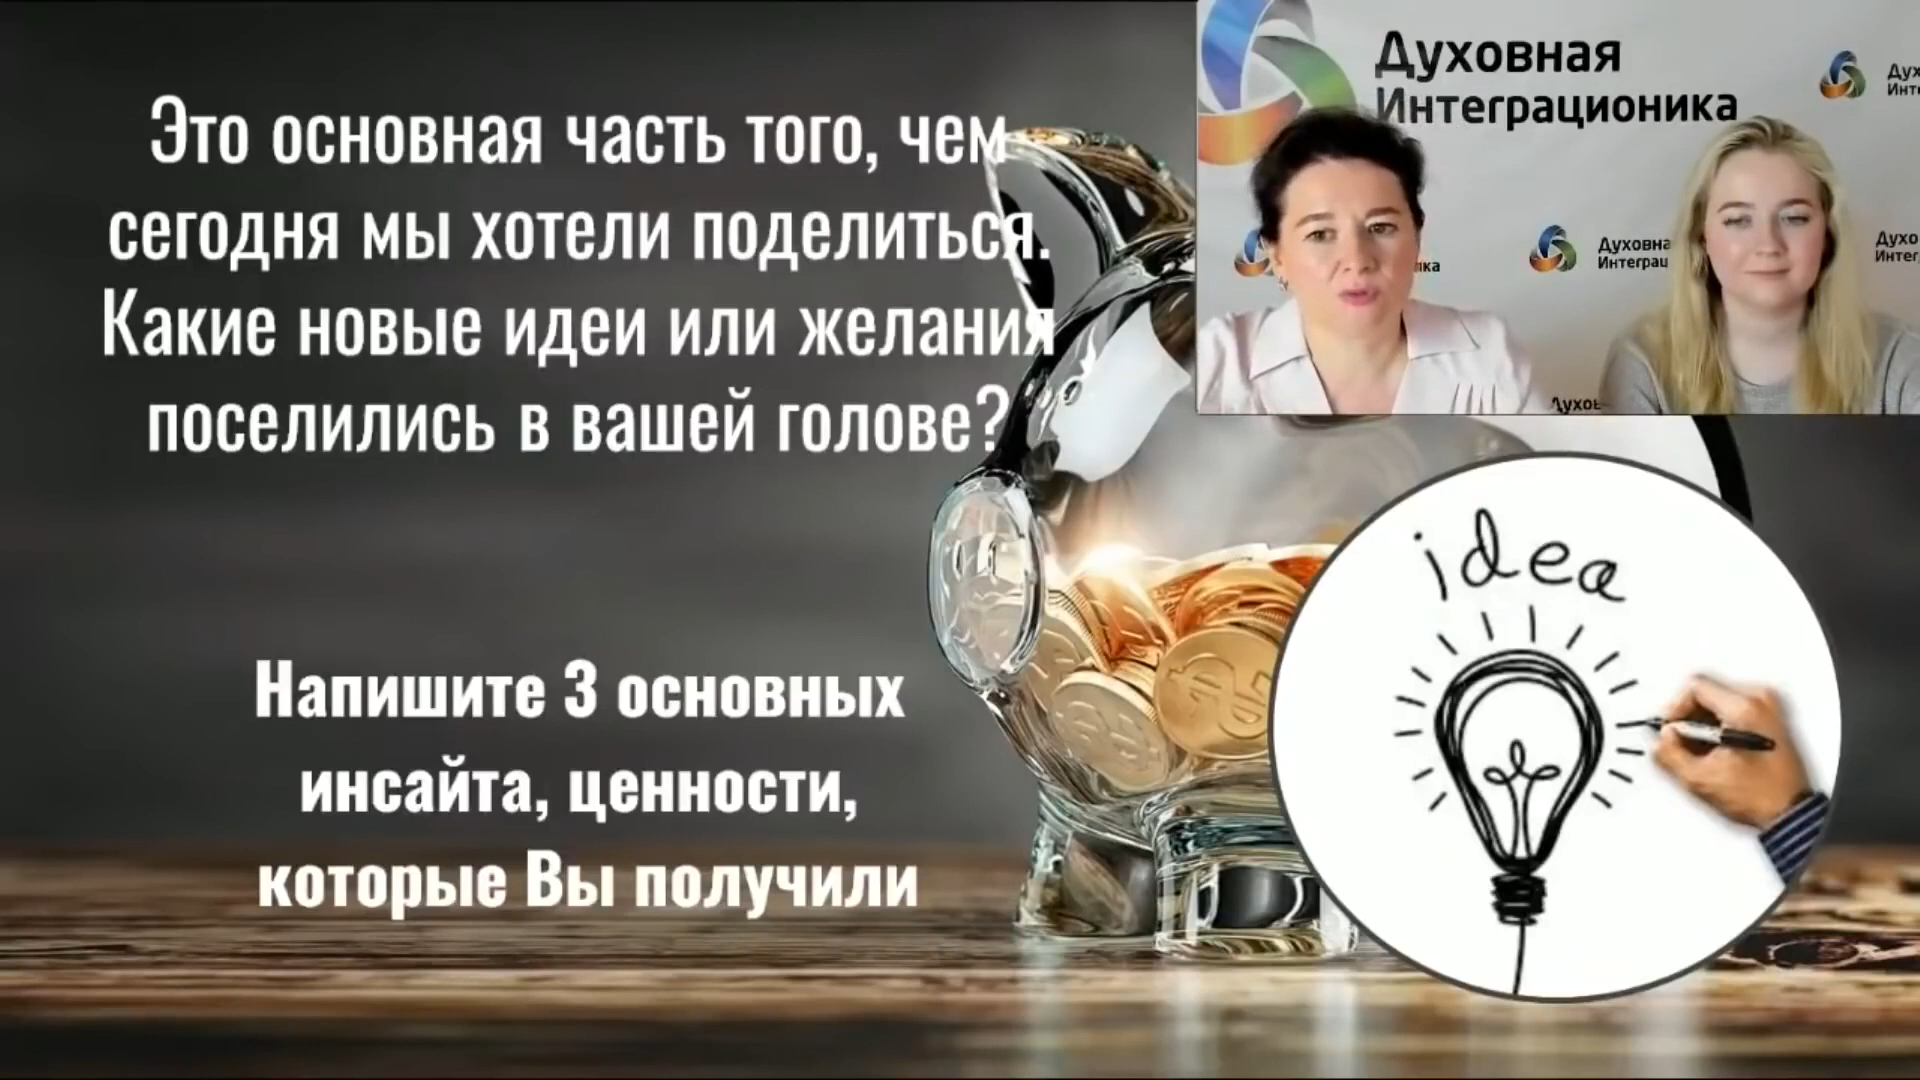 Это основная часть того, чем
сегодня мы хотели поделиться.
Какие новые идеи или желания
поселились в вашей голове?
Напишите 3 основных
инсайта, ценности,
которые Вы получили
Духовная
Интеграционика
idea